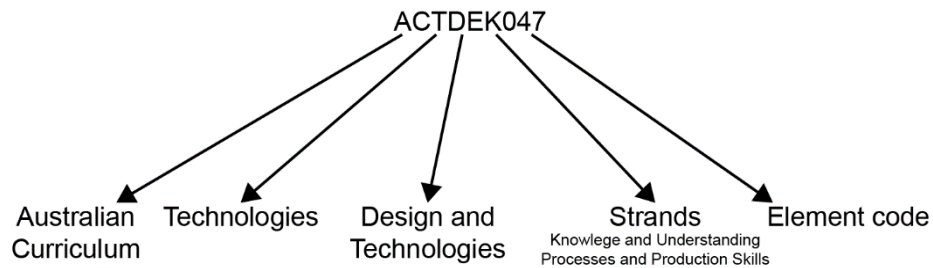 ACTDEK047
Australian Curriculum
Technologies
Design and Technologies
Strands
Knowlege and Understanding
Processes and Production Skills
Element code